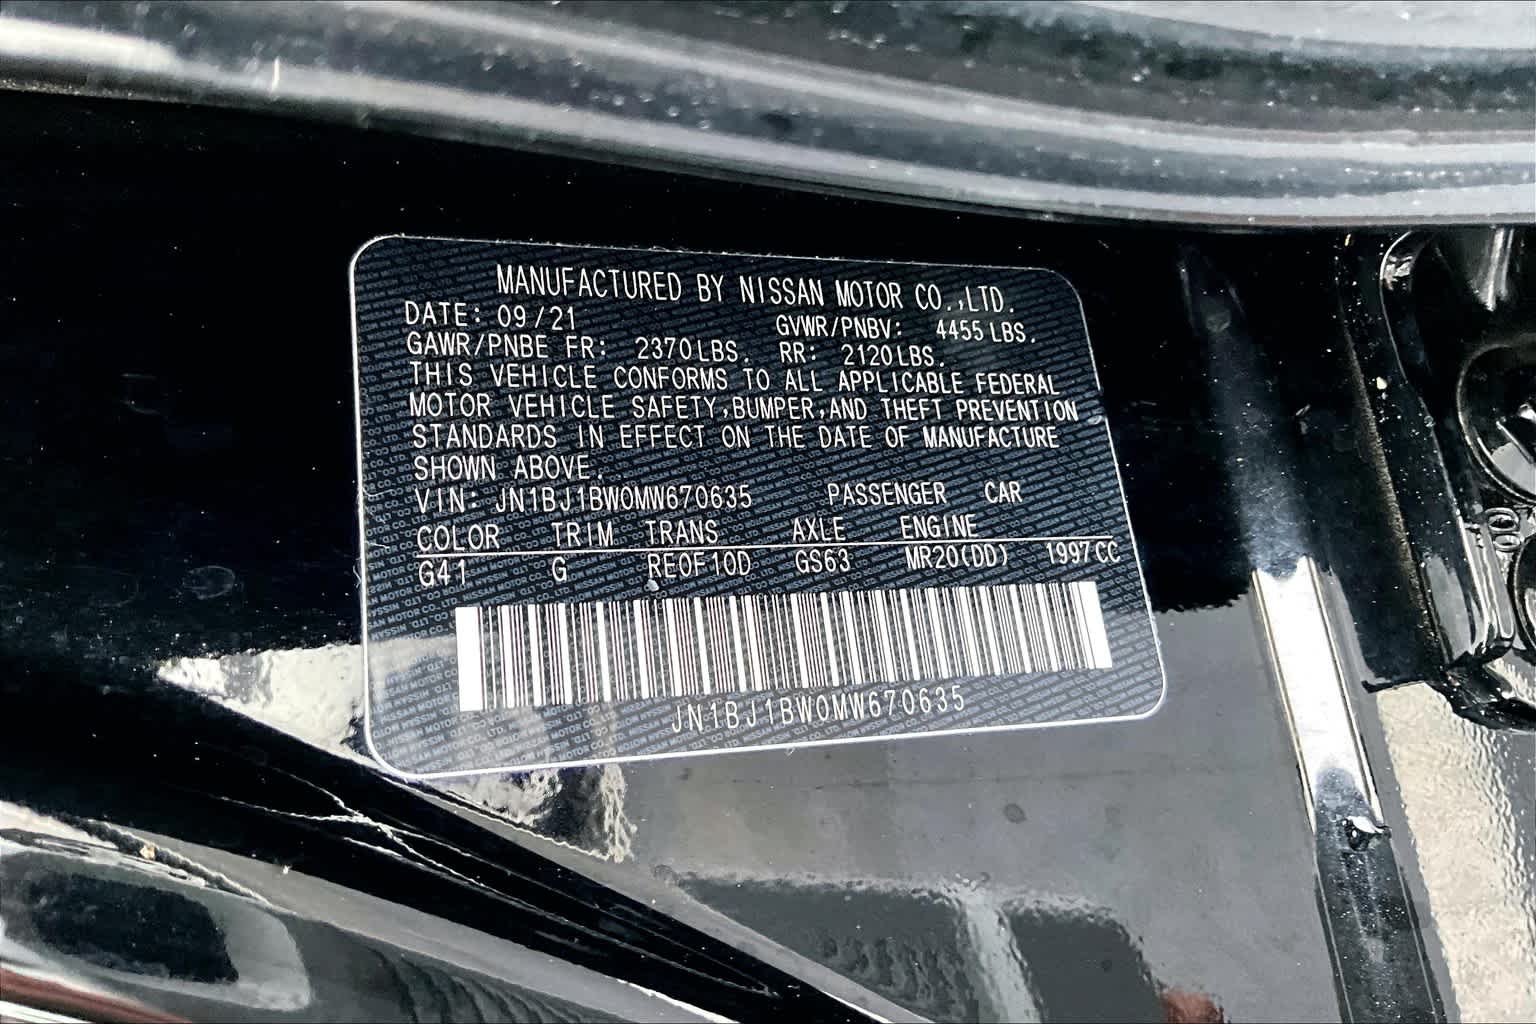 MANUFACTURED BY NISSAN MOTOR CO.,LTD.
DATE: 09/21 GVWR/PNBV: 4455 LBS.
GAWR/PNBE FR: 2370LBS. RR: 2120LBS.
THIS VEHICLE CONFORMS TO ALL APPLICABLE FEDERAL
MOTOR VEHICLE SAFETY,BUMPER,AND THEFT PREVENTION
STANDARDS IN EFFECT ON THE DATE OF MANUFACTURE
SHOWN ABOVE.
VIN: JN1BJ1BW0MW670635 PASSENGER CAR
COLOR TRIM TRANS AXLE ENGINE
G41 G RE0F10D GS63 MR20(DD) 1997CC
JN1BJ1BW0MW670635